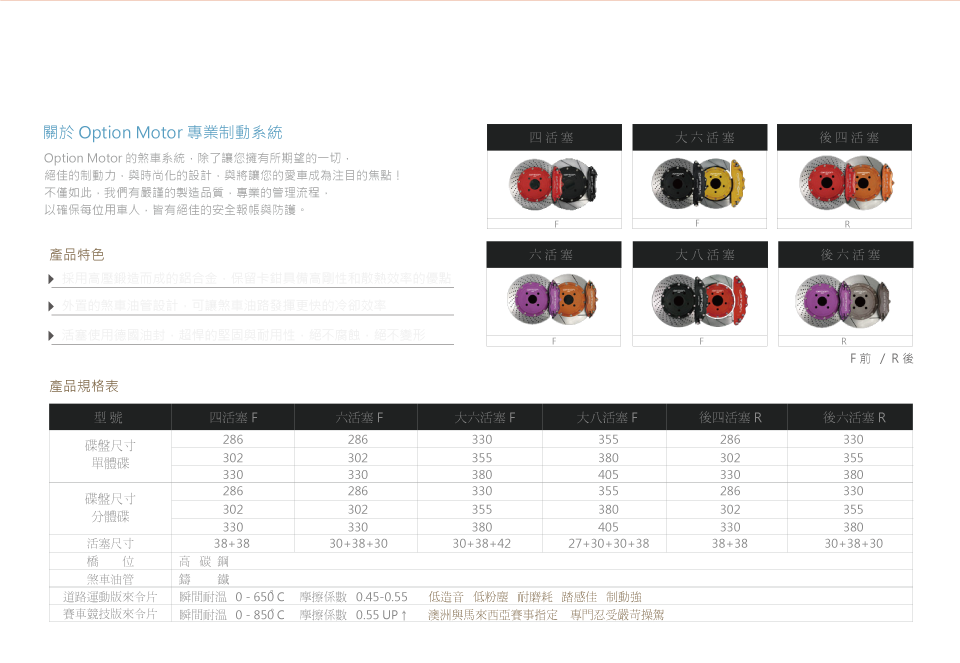 關於 Option Motor 專業制動系統
Option Motor 的煞車系統，除了讓您擁有所期望的一切，
絕佳的制動力，與時尚化的設計，與將讓您的愛車成為注目的焦點！
不僅如此，我們有嚴謹的製造品質，專業的管理流程，
以確保每位用車人，皆有絕佳的安全報帳與防護。
產品特色
採用高壓鍛造而成的鋁合金，保留卡鉗具備高剛性和散熱效率的優點
外置的煞車油管設計，可讓煞車油路發揮更快的冷卻效率
活塞使用德國油封，超悍的堅固與耐用性，絕不腐蝕，絕不變形
四活塞 大六活塞 後四活塞
F F R
六活塞 大八活塞 後六活塞
F F R
F 前 / R 後
產品規格表
型號 四活塞 F 六活塞 F 大六活塞 F 大八活塞 F 後四活塞 R 後六活塞 R
碟盤尺寸 單體碟
286 286 330 355 286 330
302 302 355 380 302 355
330 330 380 405 330 380
碟盤尺寸 分體碟
286 286 330 355 286 330
302 302 355 380 302 355
330 330 380 405 330 380
活塞尺寸 38+38 30+38+30 30+38+42 27+30+30+38 38+38 30+38+30
橋位 高碳鋼
煞車油管 鑄鐵
道路運動版來令片 瞬間耐溫 0 - 650℃ 摩擦係數 0.45-0.55 低造音 低粉塵 耐磨耗 踏感佳 制動強
賽車競技版來令片 瞬間耐溫 0 - 850℃ 摩擦係數 0.55 UP↑ 澳洲與馬來西亞賽事指定 專門忍受嚴苛操駕